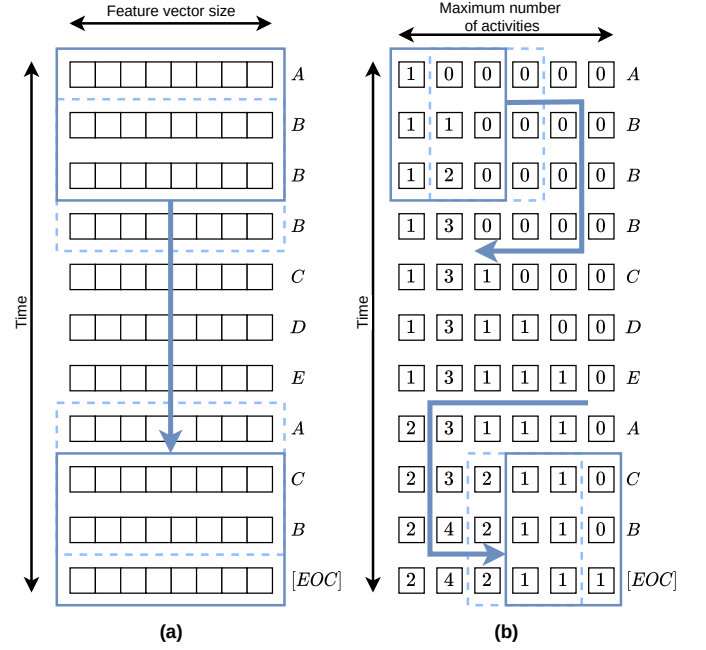 Feature vector size
Time
A
B
B
B
C
D
E
A
C
B
[EOC]
(a)
Maximum number
of activities
Time
1 0 0 0 0 0 A
1 1 0 0 0 0 B
1 2 0 0 0 0 B
1 3 0 0 0 0 B
1 3 1 0 0 0 C
1 3 1 1 0 0 D
1 3 1 1 1 0 E
2 3 1 1 1 0 A
2 3 2 1 1 0 C
2 4 2 1 1 0 B
2 4 2 1 1 1 [EOC]
(b)